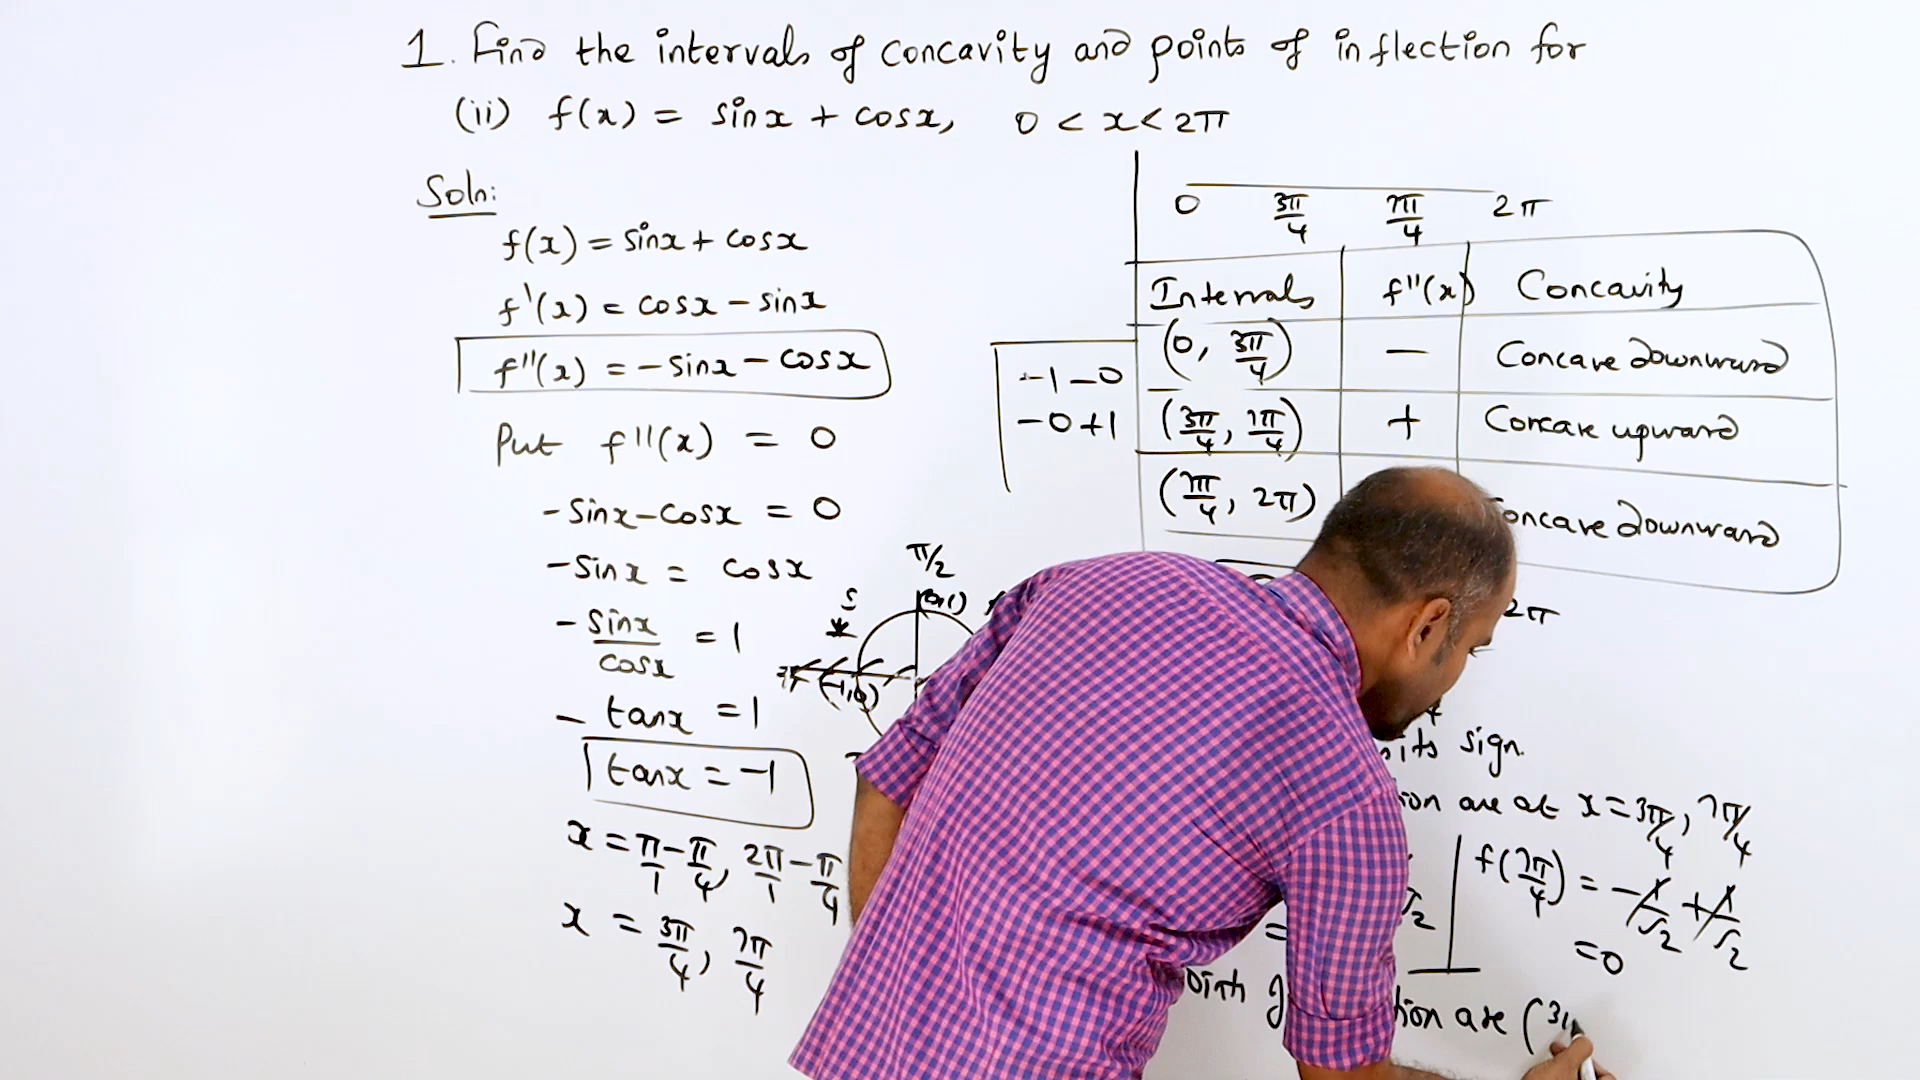 1. Find the intervals of concavity and points of inflection for
(ii) f(x) = sinx + cosx, 0 < x < 2π
Soln:
f(x) = sinx + cosx
f'(x) = cosx - sinx
f''(x) = -sinx - cosx
Put f''(x) = 0
-sinx - cosx = 0
-sinx = cosx
- sinx/cosx = 1
- tanx = 1
tanx = -1
x = π/1 - π/4, 2π/1 - π/4
x = 3π/4, 7π/4
π/2
(0,1)
S
(-1,0)
0 3π/4 7π/4 2π
Intervals f''(x) Concavity
-1-0 (0, 3π/4) - Concave downward
-0+1 (3π/4, 7π/4) + Concave upward
(7π/4, 2π) oncave downward
2π
its sign.
ion are at x = 3π/4, 7π/4
f(7π/4) = -1/√2 + 1/√2
= 0
=
are (3